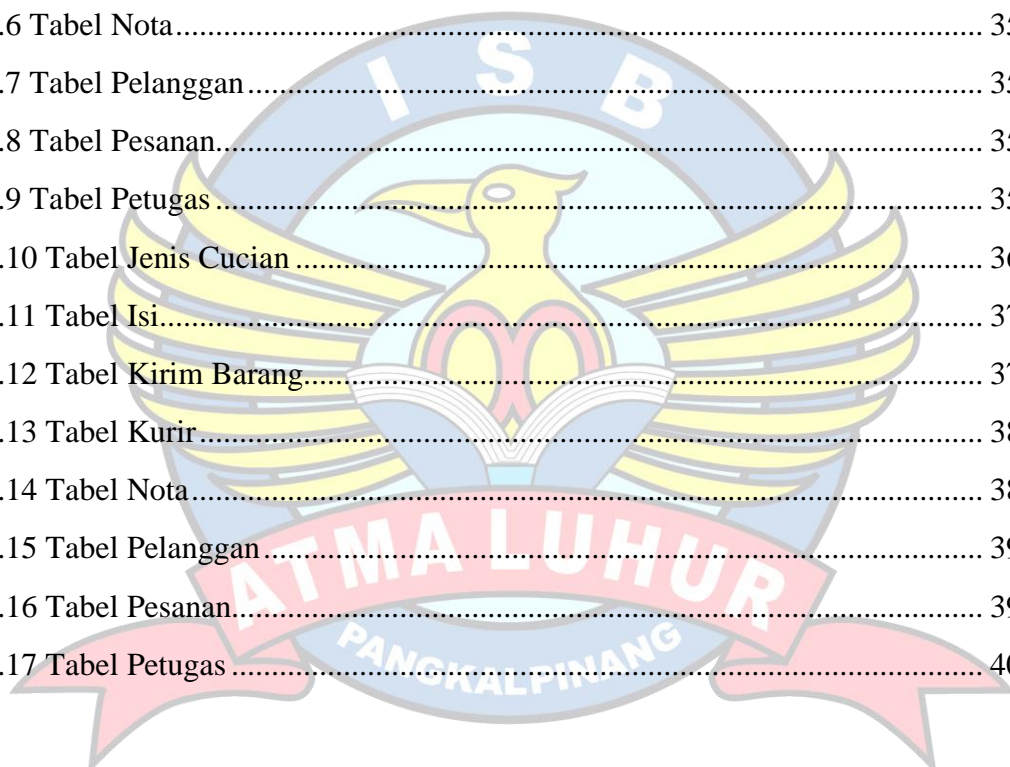 I S B
.6 Tabel Nota.................................................................................................... 35
.7 Tabel Pelanggan........................................................................................... 35
.8 Tabel Pesanan............................................................................................... 35
.9 Tabel Petugas............................................................................................... 35
.10 Tabel Jenis Cucian..................................................................................... 36
.11 Tabel Isi...................................................................................................... 37
.12 Tabel Kirim Barang.................................................................................... 37
.13 Tabel Kurir................................................................................................. 38
.14 Tabel Nota.................................................................................................. 38
.15 Tabel Pelanggan......................................................................................... 39
.16 Tabel Pesanan............................................................................................. 39
.17 Tabel Petugas............................................................................................. 40
ATMA LUHUR
PANGKALPINANG